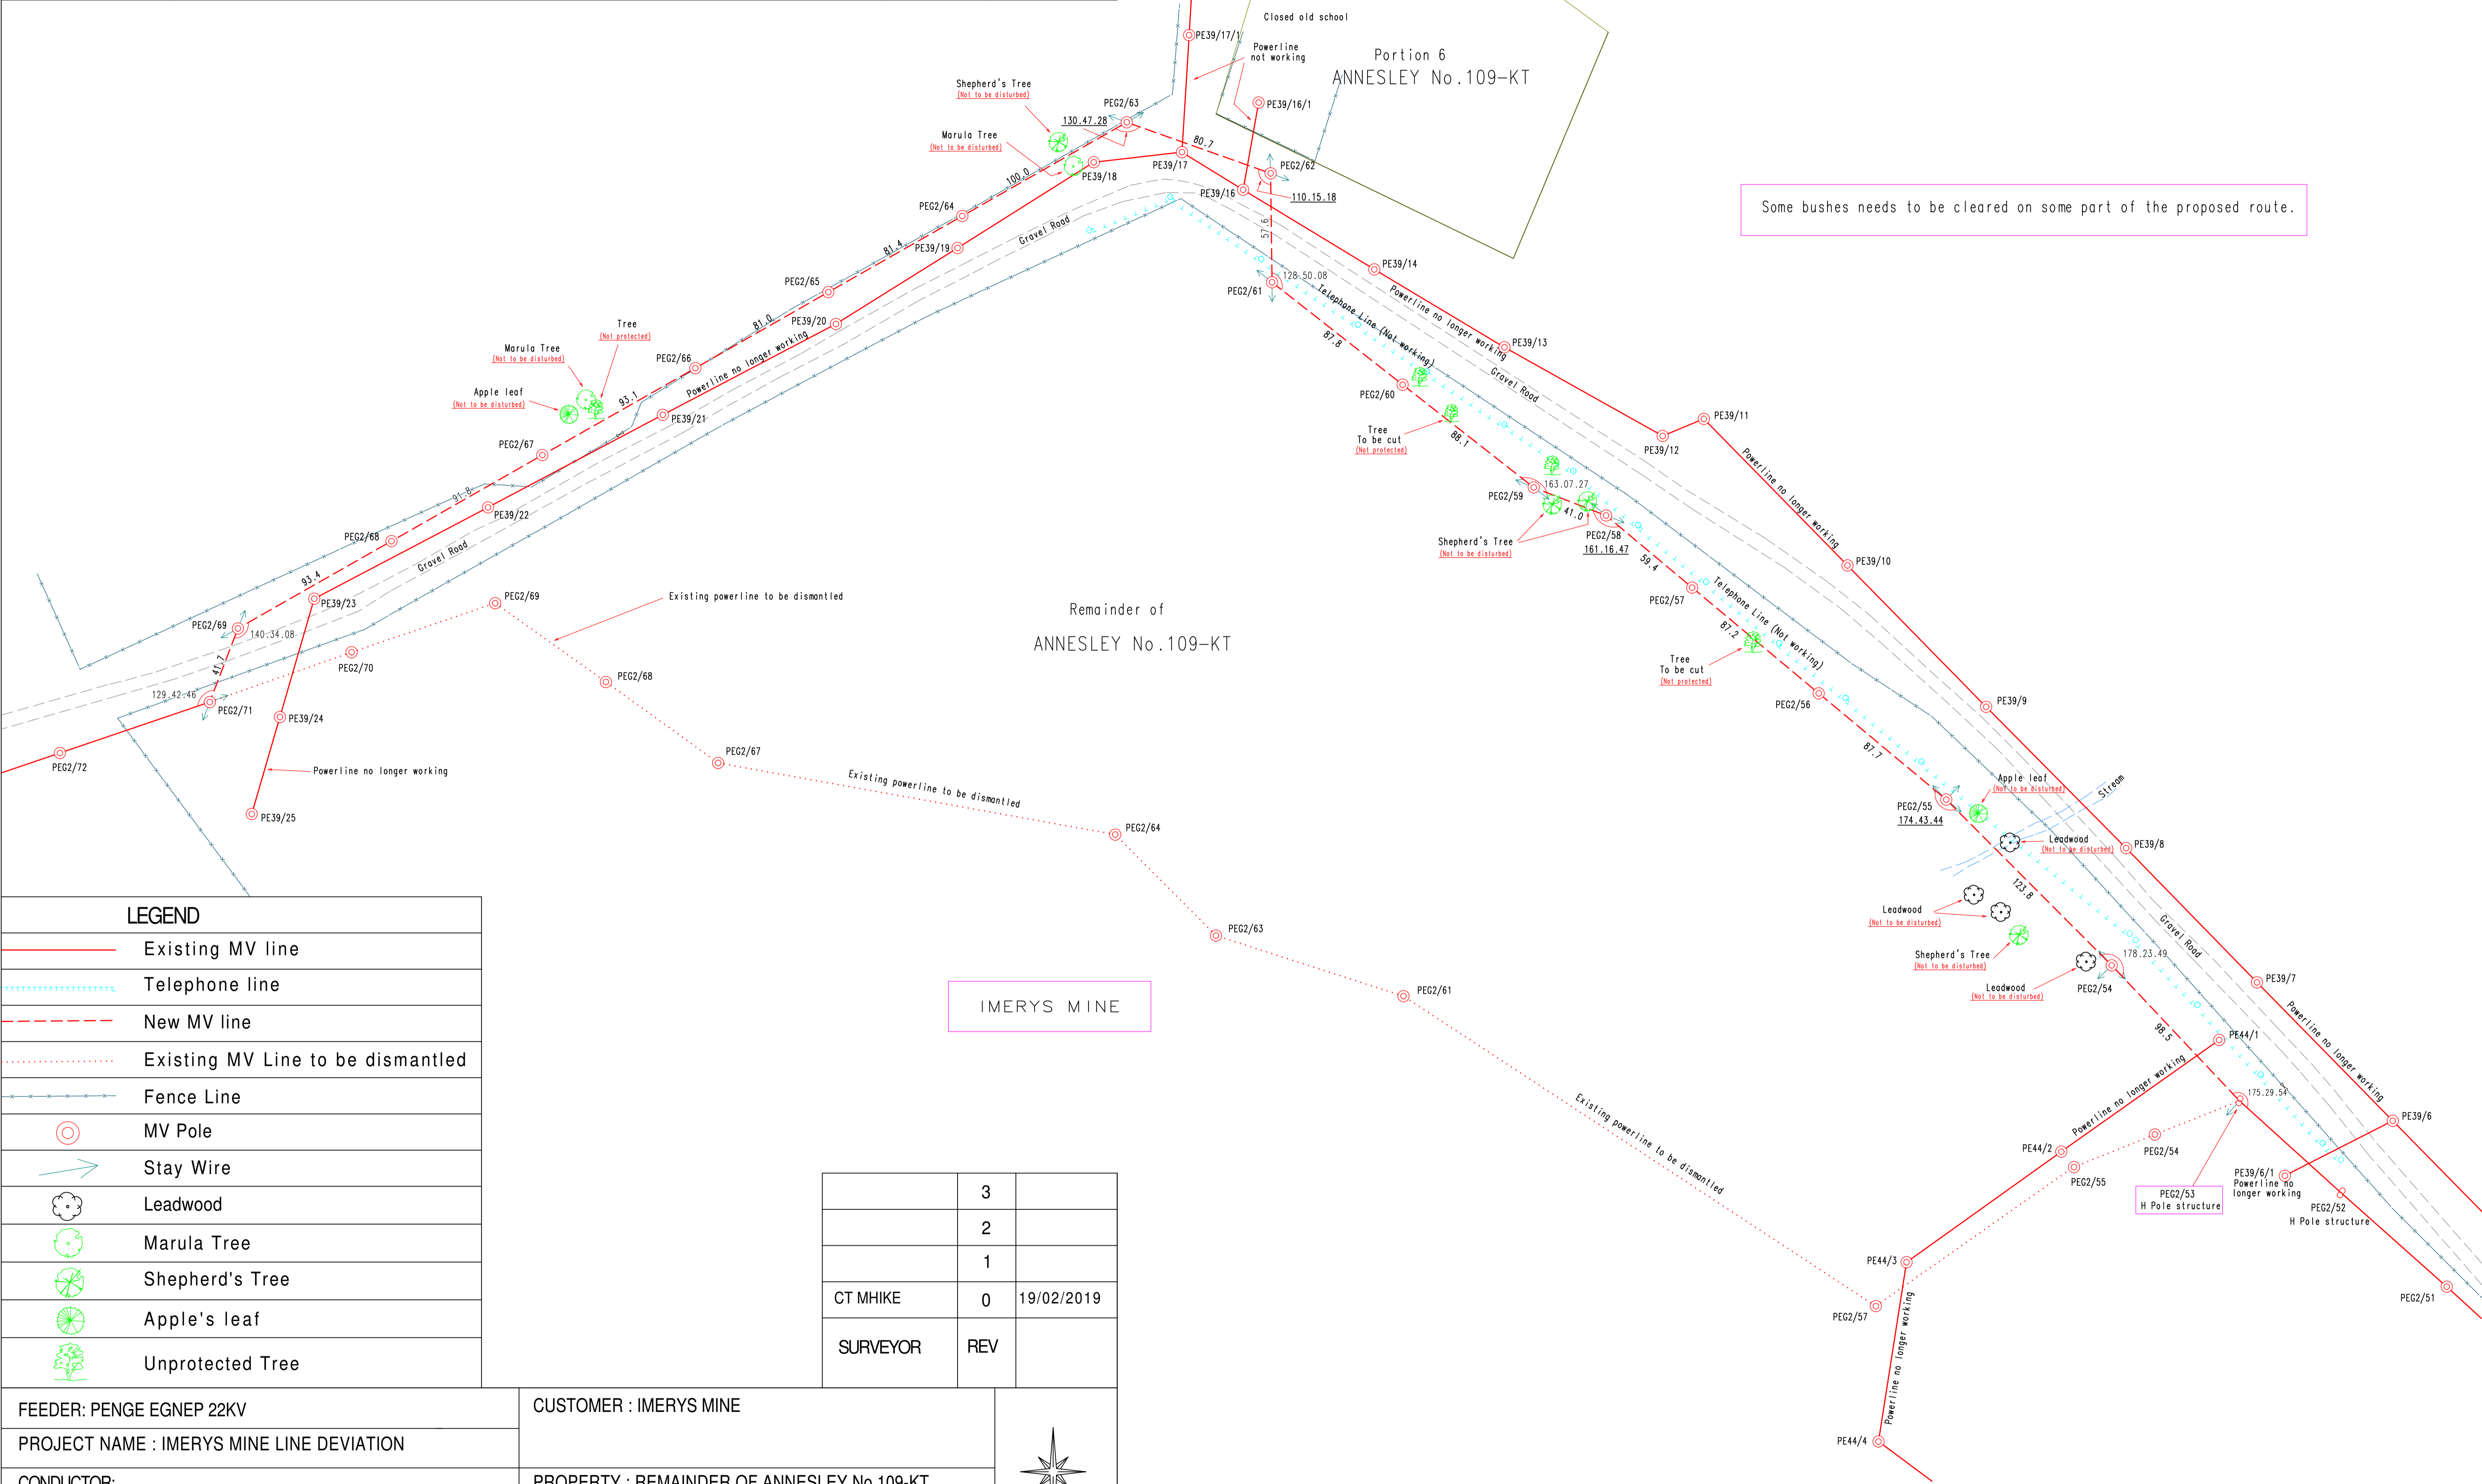 Closed old school
PE39/17/1
Powerline
not working
Portion 6
ANNESLEY No.109-KT
Shepherd's Tree
(Not to be disturbed)
PEG2/63
PE39/16/1
130.47.28
Marula Tree
(Not to be disturbed)
80.7
PE39/17
PEG2/62
PE39/18
100.0
PE39/16
110.15.18
PEG2/64
Some bushes needs to be cleared on some part of the proposed route.
Gravel Road
57.6
81.4
PE39/19
PE39/14
128.50.08
PEG2/65
PEG2/61
Telephone Line (Not working)
Powerline no longer working
81.0
PE39/20
Tree
(Not protected)
87.8
PE39/13
Marula Tree
(Not to be disturbed)
PEG2/66
Powerline no longer working
Gravel Road
Apple leaf
(Not to be disturbed)
93.1
PEG2/60
PE39/21
PE39/11
Tree
To be cut
(Not protected)
88.1
PE39/12
PEG2/67
Powerline no longer working
163.07.27
91.8
PEG2/59
PE39/22
41.0
PEG2/58
161.16.47
PEG2/68
Shepherd's Tree
(Not to be disturbed)
Gravel Road
59.4
PE39/10
93.4
PE39/23
PEG2/69
Existing powerline to be dismantled
PEG2/57
Telephone Line (Not working)
Remainder of
ANNESLEY No.109-KT
PEG2/69
140.34.08
87.2
41.7
PEG2/70
Tree
To be cut
(Not protected)
PEG2/68
129.42.46
PEG2/71
PEG2/56
PE39/9
PE39/24
PEG2/67
87.7
PEG2/72
Powerline no longer working
Existing powerline to be dismantled
Apple leaf
(Not to be disturbed)
Stream
PEG2/55
174.43.44
PE39/25
PEG2/64
Leadwood
(Not to be disturbed)
PE39/8
123.8
Leadwood
(Not to be disturbed)
PEG2/63
Gravel Road
Shepherd's Tree
(Not to be disturbed)
178.23.49
Leadwood
(Not to be disturbed)
PEG2/54
PEG2/61
PE39/7
IMERYS MINE
98.5
PE44/1
Powerline no longer working
Powerline no longer working
175.29.54
Existing powerline to be dismantled
PE39/6
PE44/2
PEG2/54
PEG2/55
PE39/6/1
Powerline no
longer working
PEG2/53
H Pole structure
PEG2/52
H Pole structure
PE44/3
PEG2/51
PEG2/57
Powerline no longer working
PE44/4
LEGEND
Existing MV line
Telephone line
New MV line
Existing MV Line to be dismantled
Fence Line
MV Pole
Stay Wire
Leadwood
Marula Tree
Shepherd's Tree
Apple's leaf
Unprotected Tree
3
2
1
CT MHIKE 0 19/02/2019
SURVEYOR REV
FEEDER: PENGE EGNEP 22KV
CUSTOMER : IMERYS MINE
PROJECT NAME : IMERYS MINE LINE DEVIATION
CONDUCTOR:
PROPERTY : REMAINDER OF ANNESLEY No.109-KT